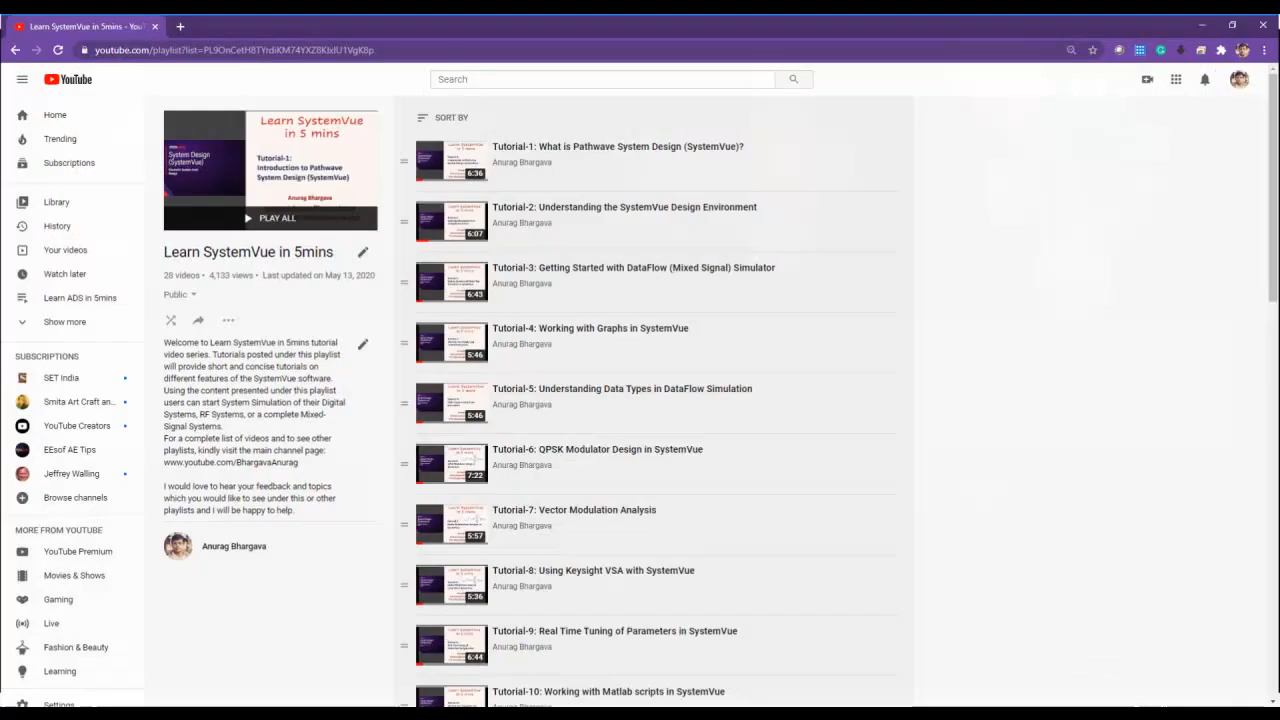 Learn SystemVue in 5mins - YouT
youtube.com/playlist?list=PL9OnCetH8TYrdiKM74YXZ8KJxlU1VgK8p
YouTube
Search
Home
Trending
Subscriptions
Library
History
Your videos
Watch later
Learn ADS in 5mins
Show more
SUBSCRIPTIONS
SET India
Smita Art Craft an...
YouTube Creators
EEsof AE Tips
Jeffrey Walling
Browse channels
MORE FROM YOUTUBE
YouTube Premium
Movies & Shows
Gaming
Live
Fashion & Beauty
Learning
Settings
Learn SystemVue
in 5 mins
System Design
(SystemVue)
Tutorial-1:
Introduction to Pathwave
System Design (SystemVue)
Anurag Bhargava
PLAY ALL
Learn SystemVue in 5mins
28 videos • 4,133 views • Last updated on May 13, 2020
Public
Welcome to Learn SystemVue in 5mins tutorial
video series. Tutorials posted under this playlist
will provide short and concise tutorials on
different features of the SystemVue software.
Using the content presented under this playlist
users can start System Simulation of their Digital
Systems, RF Systems, or a complete Mixed-
Signal Systems.
For a complete list of videos and to see other
playlists, kindly visit the main channel page:
www.youtube.com/BhargavaAnurag
I would love to hear your feedback and topics
which you would like to see under this or other
playlists and I will be happy to help.
Anurag Bhargava
SORT BY
Tutorial-1: What is Pathwave System Design (SystemVue)?
Anurag Bhargava
6:36
Tutorial-2: Understanding the SystemVue Design Environment
Anurag Bhargava
6:07
Tutorial-3: Getting Started with DataFlow (Mixed Signal) Simulator
Anurag Bhargava
6:43
Tutorial-4: Working with Graphs in SystemVue
Anurag Bhargava
5:46
Tutorial-5: Understanding Data Types in DataFlow Simulation
Anurag Bhargava
5:46
Tutorial-6: QPSK Modulator Design in SystemVue
Anurag Bhargava
7:22
Tutorial-7: Vector Modulation Analysis
Anurag Bhargava
5:57
Tutorial-8: Using Keysight VSA with SystemVue
Anurag Bhargava
5:36
Tutorial-9: Real Time Tuning of Parameters in SystemVue
Anurag Bhargava
6:44
Tutorial-10: Working with Matlab scripts in SystemVue